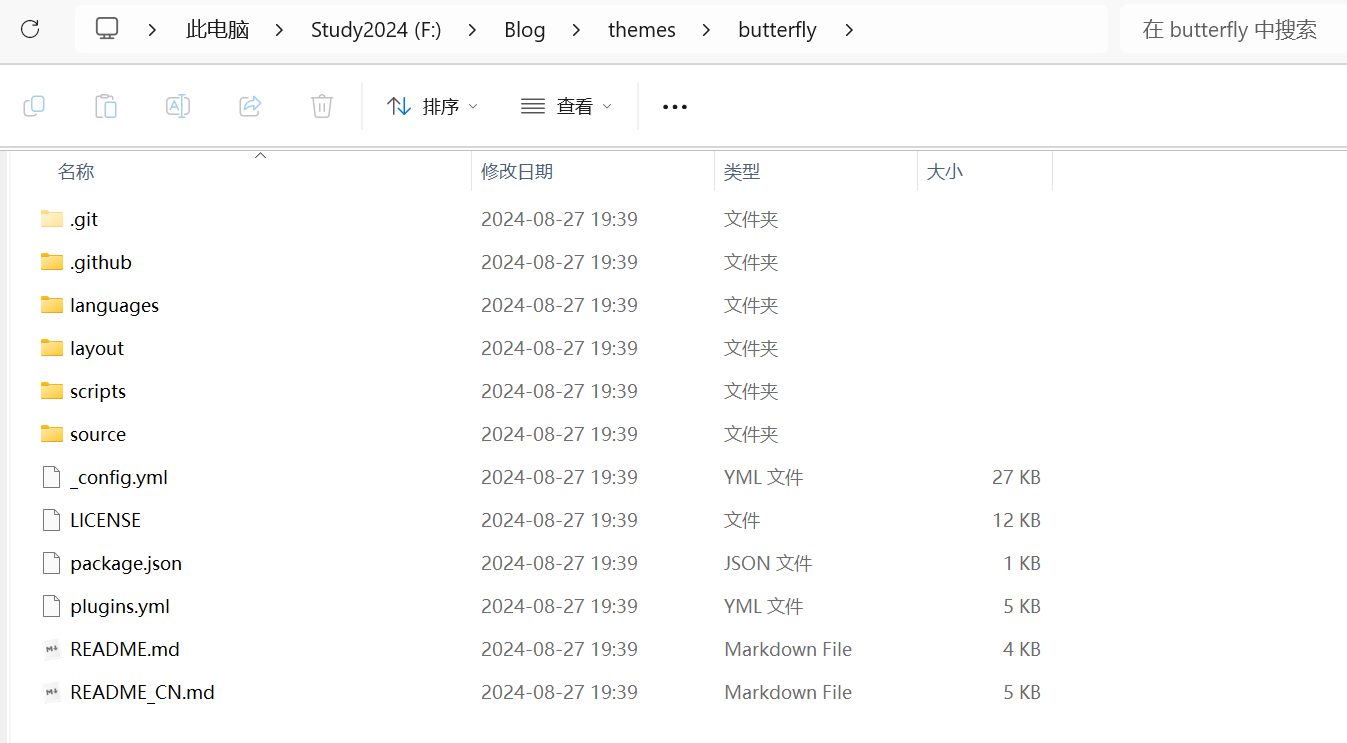 此电脑 Study2024 (F:) Blog themes butterfly 在 butterfly 中搜索
排序 查看
名称 修改日期 类型 大小
.git 2024-08-27 19:39 文件夹
.github 2024-08-27 19:39 文件夹
languages 2024-08-27 19:39 文件夹
layout 2024-08-27 19:39 文件夹
scripts 2024-08-27 19:39 文件夹
source 2024-08-27 19:39 文件夹
_config.yml 2024-08-27 19:39 YML 文件 27 KB
LICENSE 2024-08-27 19:39 文件 12 KB
package.json 2024-08-27 19:39 JSON 文件 1 KB
plugins.yml 2024-08-27 19:39 YML 文件 5 KB
README.md 2024-08-27 19:39 Markdown File 4 KB
README_CN.md 2024-08-27 19:39 Markdown File 5 KB